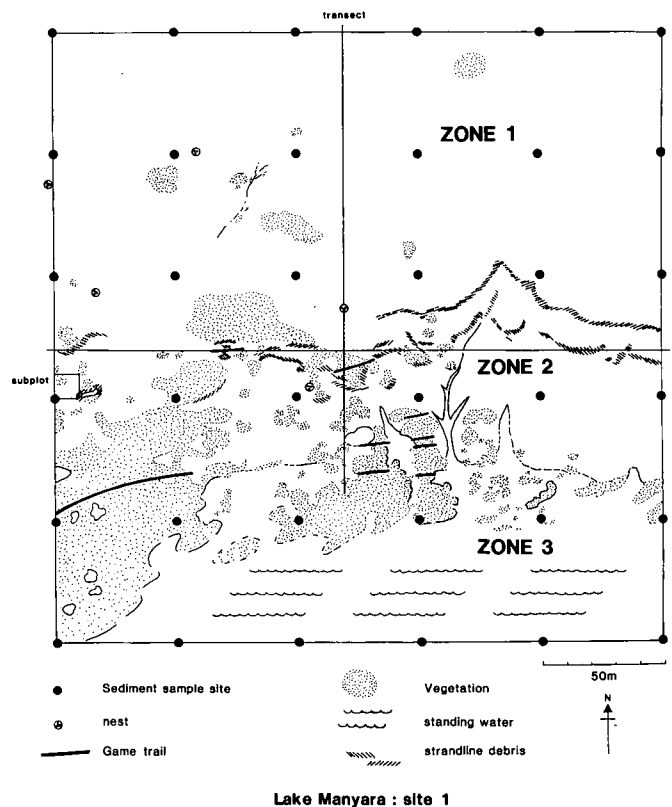 transect
ZONE 1
ZONE 2
subplot
ZONE 3
50m
Sediment sample site
Vegetation
N
nest
standing water
Game trail
strandline debris
Lake Manyara : site 1